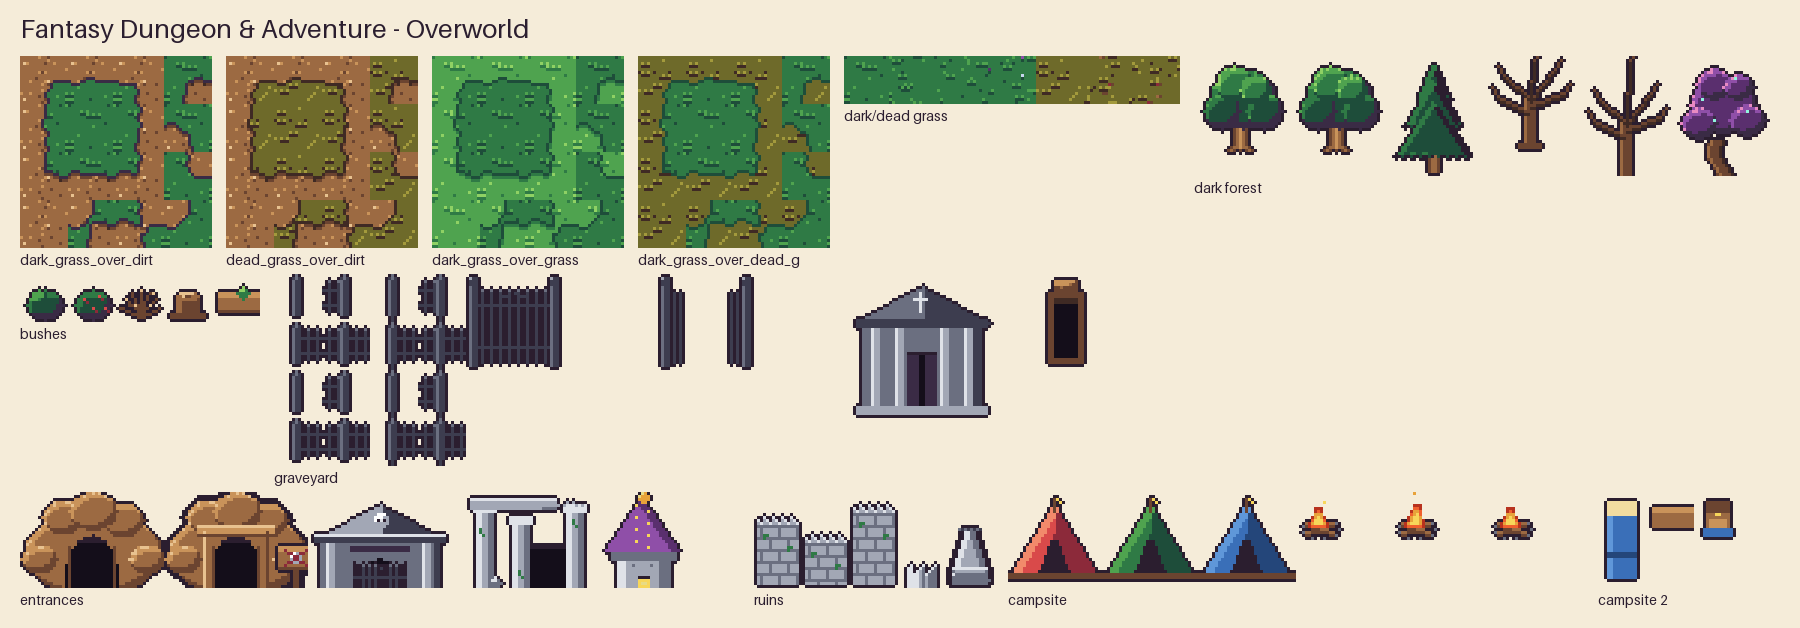 Fantasy Dungeon & Adventure - Overworld
dark/dead grass
dark forest
dark_grass_over_dirt
dead_grass_over_dirt
dark_grass_over_grass
dark_grass_over_dead_g
bushes
graveyard
entrances
ruins
campsite
campsite 2